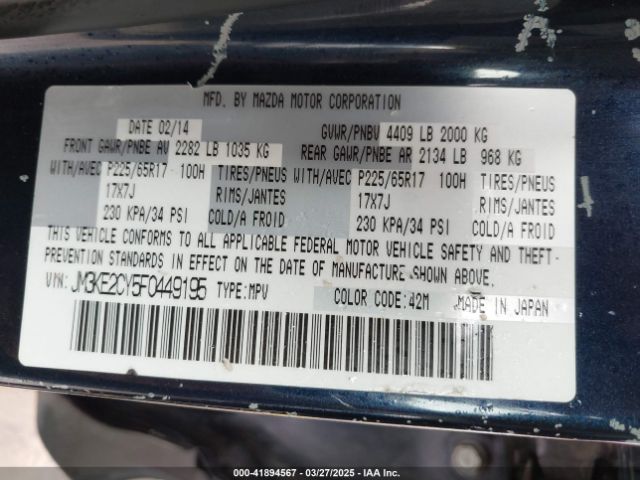 MFD. BY MAZDA MOTOR CORPORATION
DATE 02/14 GVWR/PNBV 4409 LB 2000 KG
FRONT GAWR/PNBE AV 2282 LB 1035 KG REAR GAWR/PNBE AR 2134 LB 968 KG
WITH/AVEC P225/65R17 100H TIRES/PNEUS WITH/AVEC P225/65R17 100H TIRES/PNEUS
17X7J RIMS/JANTES 17X7J RIMS/JANTES
230 KPA/34 PSI COLD/A FROID 230 KPA/34 PSI COLD/A FROID
THIS VEHICLE CONFORMS TO ALL APPLICABLE FEDERAL MOTOR VEHICLE SAFETY AND THEFT-
PREVENTION STANDARDS IN EFFECT ON THE DATE OF MANUFACTURE SHOWN ABOVE.
VIN: JM3KE2CY5F0449195 TYPE:MPV COLOR CODE:42M MADE IN JAPAN
000-41894567 | 03/27/2025 | IAA Inc.